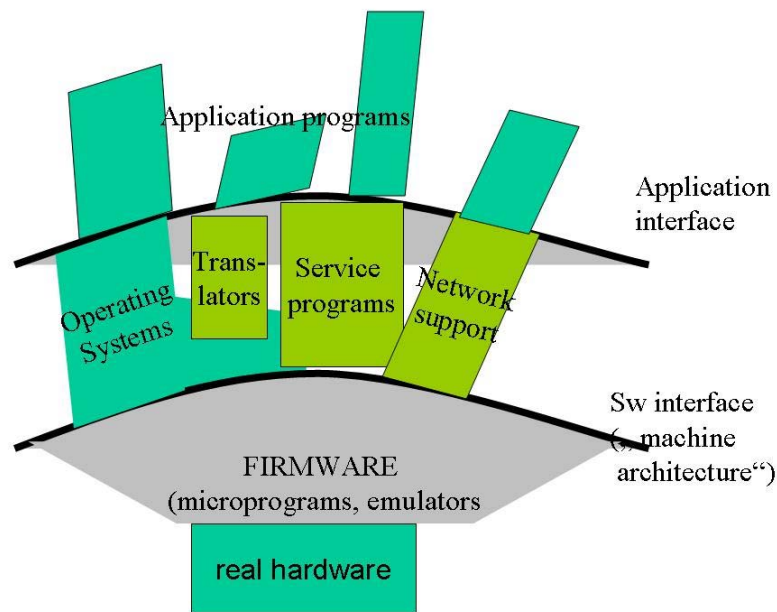 Application programs
Application
interface
Trans-
lators
Service
programs
Network
support
Operating
Systems
Sw interface
(„ machine
architecture“)
FIRMWARE
(microprograms, emulators
real hardware